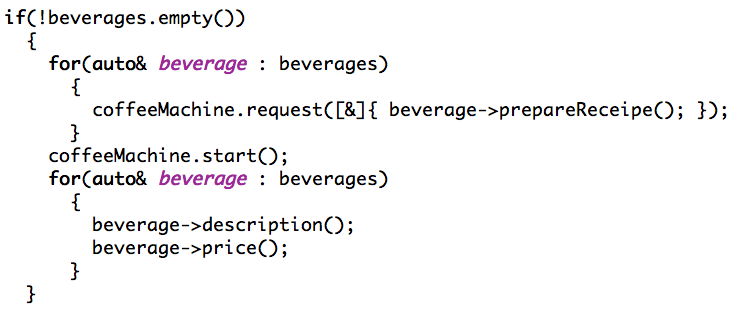 if(!beverages.empty())
  {
    for(auto& beverage : beverages)
      {
        coffeeMachine.request([&]{ beverage->prepareReceipe(); });
      }
    coffeeMachine.start();
    for(auto& beverage : beverages)
      {
        beverage->description();
        beverage->price();
      }
  }